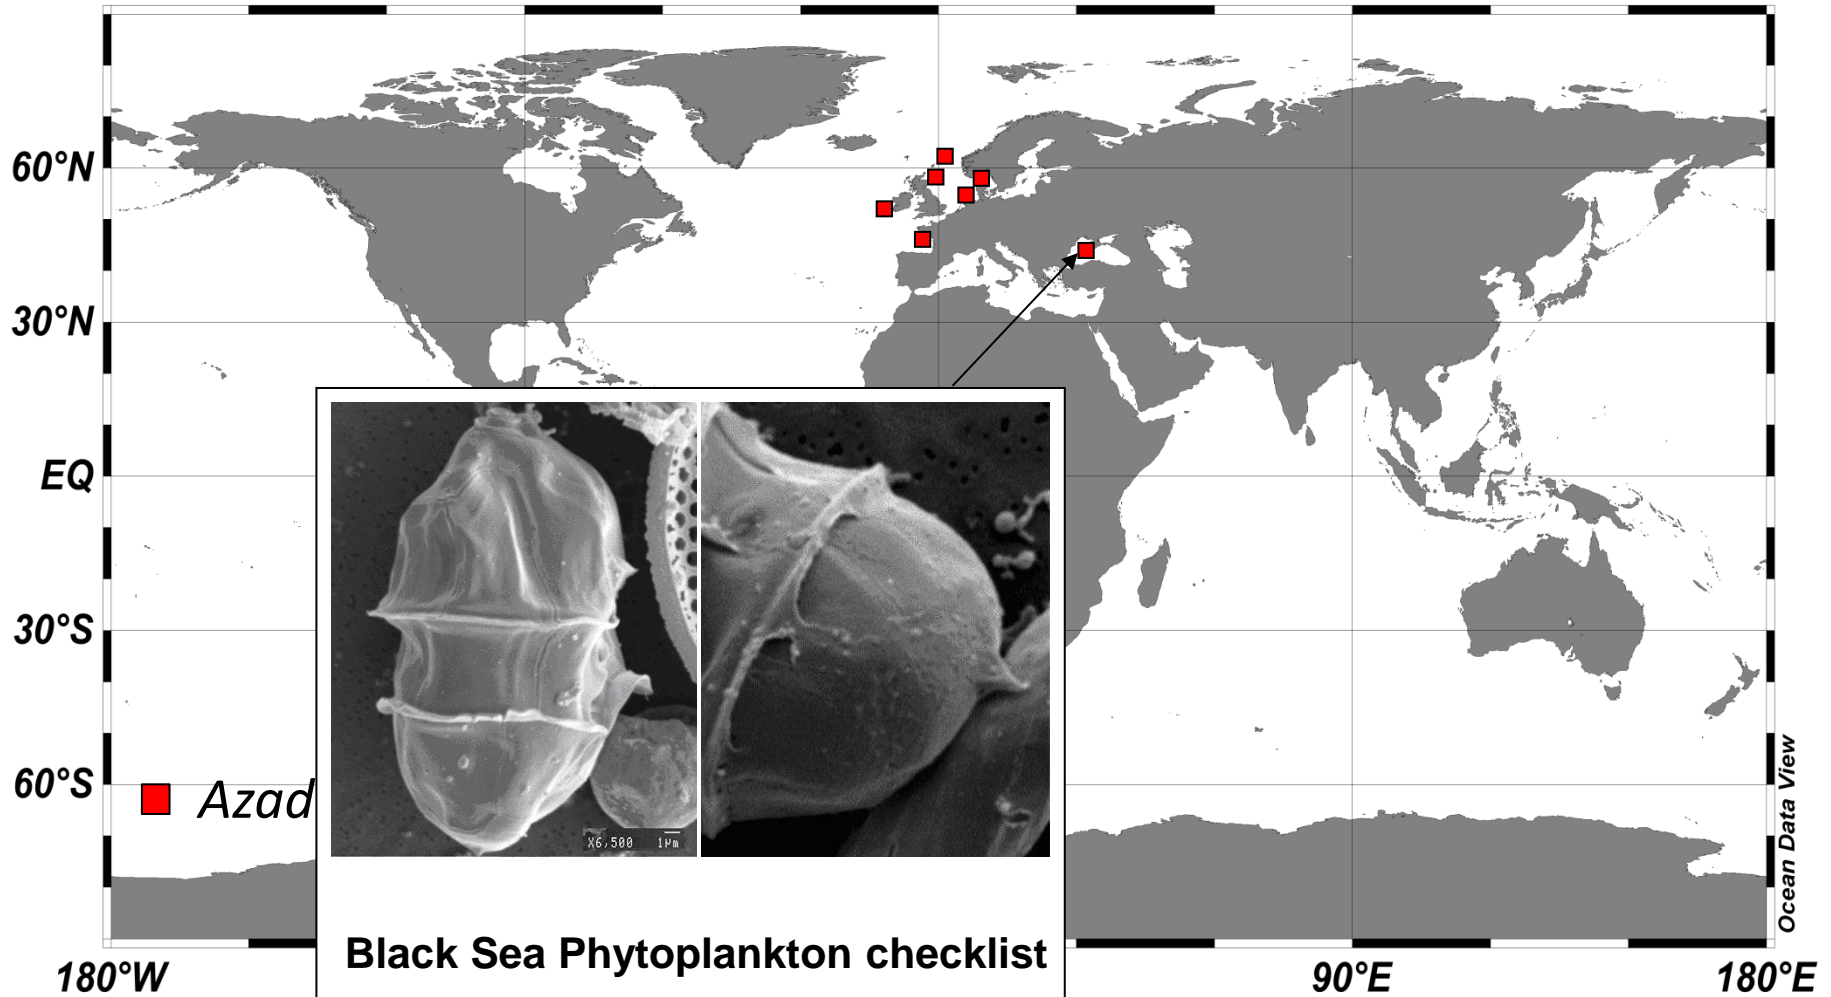 60°N
30°N
EQ
30°S
60°S
Azad
X6,500 1µm
Black Sea Phytoplankton checklist
180°W
90°E
180°E
Ocean Data View